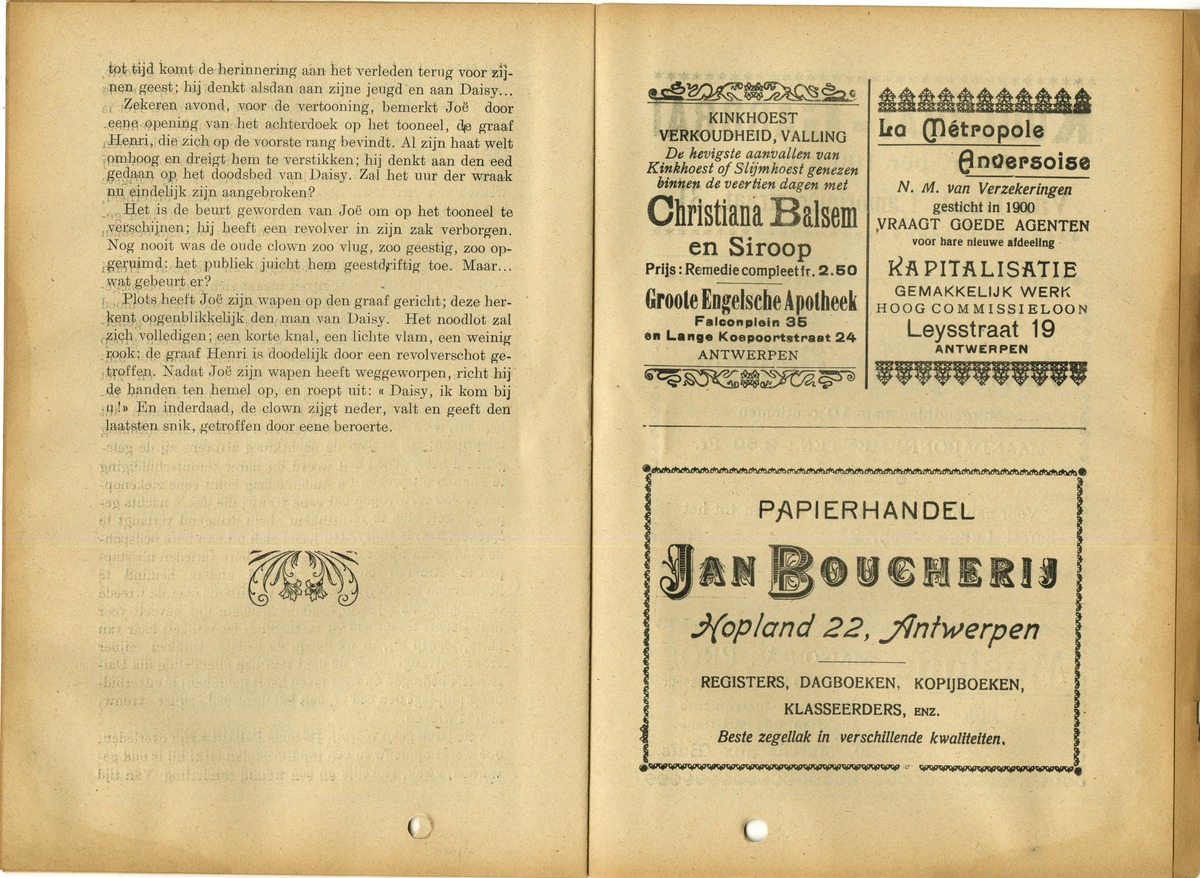 tot tijd komt de herinnering aan het verleden terug voor zij-
nen geest; hij denkt alsdan aan zijne jeugd en aan Daisy...
Zekeren avond, voor de vertooning, bemerkt Joë door
eene opening van het achterdoek op het tooneel, de graaf
Henri, die zich op de voorste rang bevindt. Al zijn haat welt
omhoog en dreigt hem te verstikken; hij denkt aan den eed
gedaan op het doodsbed van Daisy. Zal het uur der wraak
nu eindelijk zijn aangebroken?
Het is de beurt geworden van Joë om op het tooneel te
verschijnen; hij heeft een revolver in zijn zak verborgen.
Nog nooit was de oude clown zoo vlug, zoo geestig, zoo op-
geruimd: het publiek juicht hem geestdriftig toe. Maar...
wat gebeurt er?
Plots heeft Joë zijn wapen op den graaf gericht; deze her-
kent oogenblikkelijk den man van Daisy. Het noodlot zal
zich volledigen; een korte knal, een lichte vlam, een weinig
rook: de graaf Henri is doodelijk door een revolverschot ge-
troffen. Nadat Joë zijn wapen heeft weggeworpen, richt hij
de handen ten hemel op, en roept uit: « Daisy, ik kom bij
u!» En inderdaad, de clown zijgt neder, valt en geeft den
laatsten snik, getroffen door eene beroerte.
KINKHOEST
VERKOUDHEID, VALLING
De hevigste aanvallen van
Kinkhoest of Slijmhoest genezen
binnen de veertien dagen met
Christiana Balsem
en Siroop
Prijs: Remedie compleet fr. 2.50
Groote Engelsche Apotheek
Falconplein 35
en Lange Koepoortstraat 24
ANTWERPEN
La Métropole
Anversoise
N. M. van Verzekeringen
gesticht in 1900
VRAAGT GOEDE AGENTEN
voor hare nieuwe afdeeling
KAPITALISATIE
GEMAKKELIJK WERK
HOOG COMMISSIELOON
Leysstraat 19
ANTWERPEN
PAPIERHANDEL
JAN BOUCHERIJ
Hopland 22, Antwerpen
REGISTERS, DAGBOEKEN, KOPIJBOEKEN,
KLASSEERDERS, ENZ.
Beste zegellak in verschillende kwaliteiten.